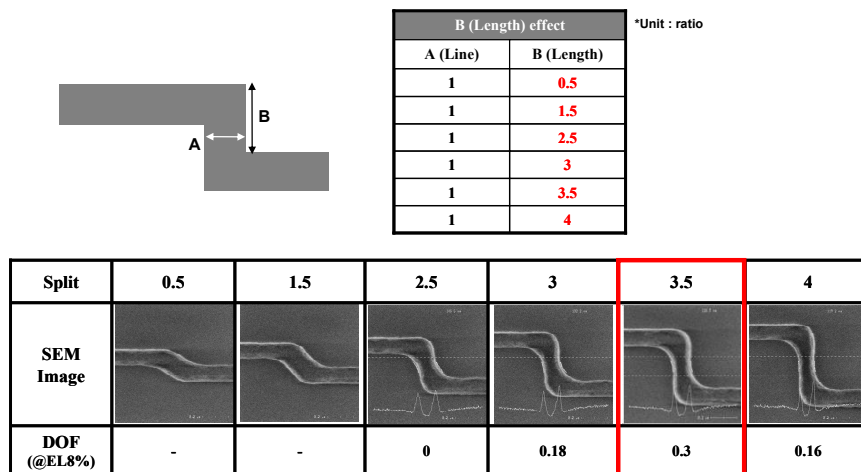 B (Length) effect
*Unit : ratio
A (Line) B (Length)
1 0.5
1 1.5
1 2.5
1 3
1 3.5
1 4
B
A
Split 0.5 1.5 2.5 3 3.5 4
SEM
Image
DOF
(@EL8%)
- - 0 0.18 0.3 0.16